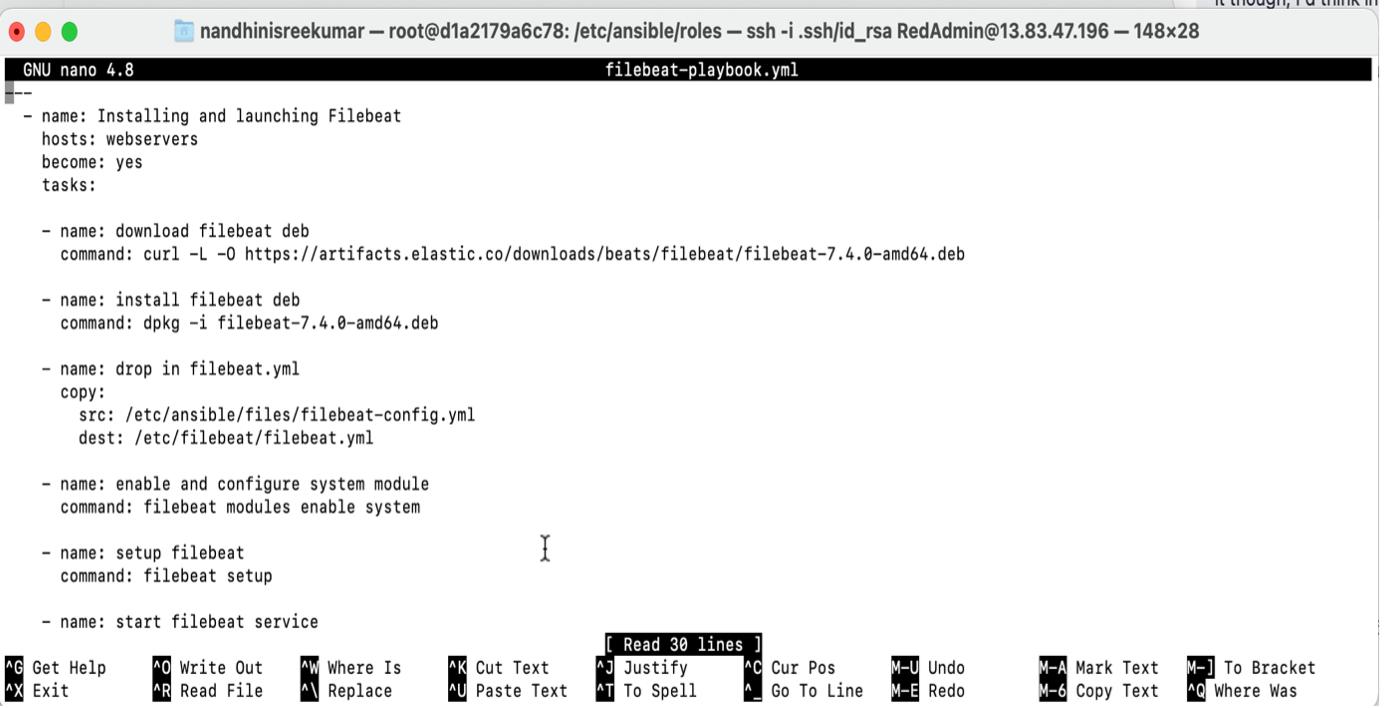 it though, I'd think in
nandhinisreekumar — root@d1a2179a6c78: /etc/ansible/roles — ssh -i .ssh/id_rsa RedAdmin@13.83.47.196 — 148×28
GNU nano 4.8 filebeat-playbook.yml
---
- name: Installing and launching Filebeat
hosts: webservers
become: yes
tasks:
- name: download filebeat deb
command: curl -L -O https://artifacts.elastic.co/downloads/beats/filebeat/filebeat-7.4.0-amd64.deb
- name: install filebeat deb
command: dpkg -i filebeat-7.4.0-amd64.deb
- name: drop in filebeat.yml
copy:
src: /etc/ansible/files/filebeat-config.yml
dest: /etc/filebeat/filebeat.yml
- name: enable and configure system module
command: filebeat modules enable system
- name: setup filebeat
command: filebeat setup
- name: start filebeat service
[ Read 30 lines ]
^G Get Help ^O Write Out ^W Where Is ^K Cut Text ^J Justify ^C Cur Pos M-U Undo M-A Mark Text M-] To Bracket
^X Exit ^R Read File ^\ Replace ^U Paste Text ^T To Spell ^_ Go To Line M-E Redo M-6 Copy Text ^Q Where Was